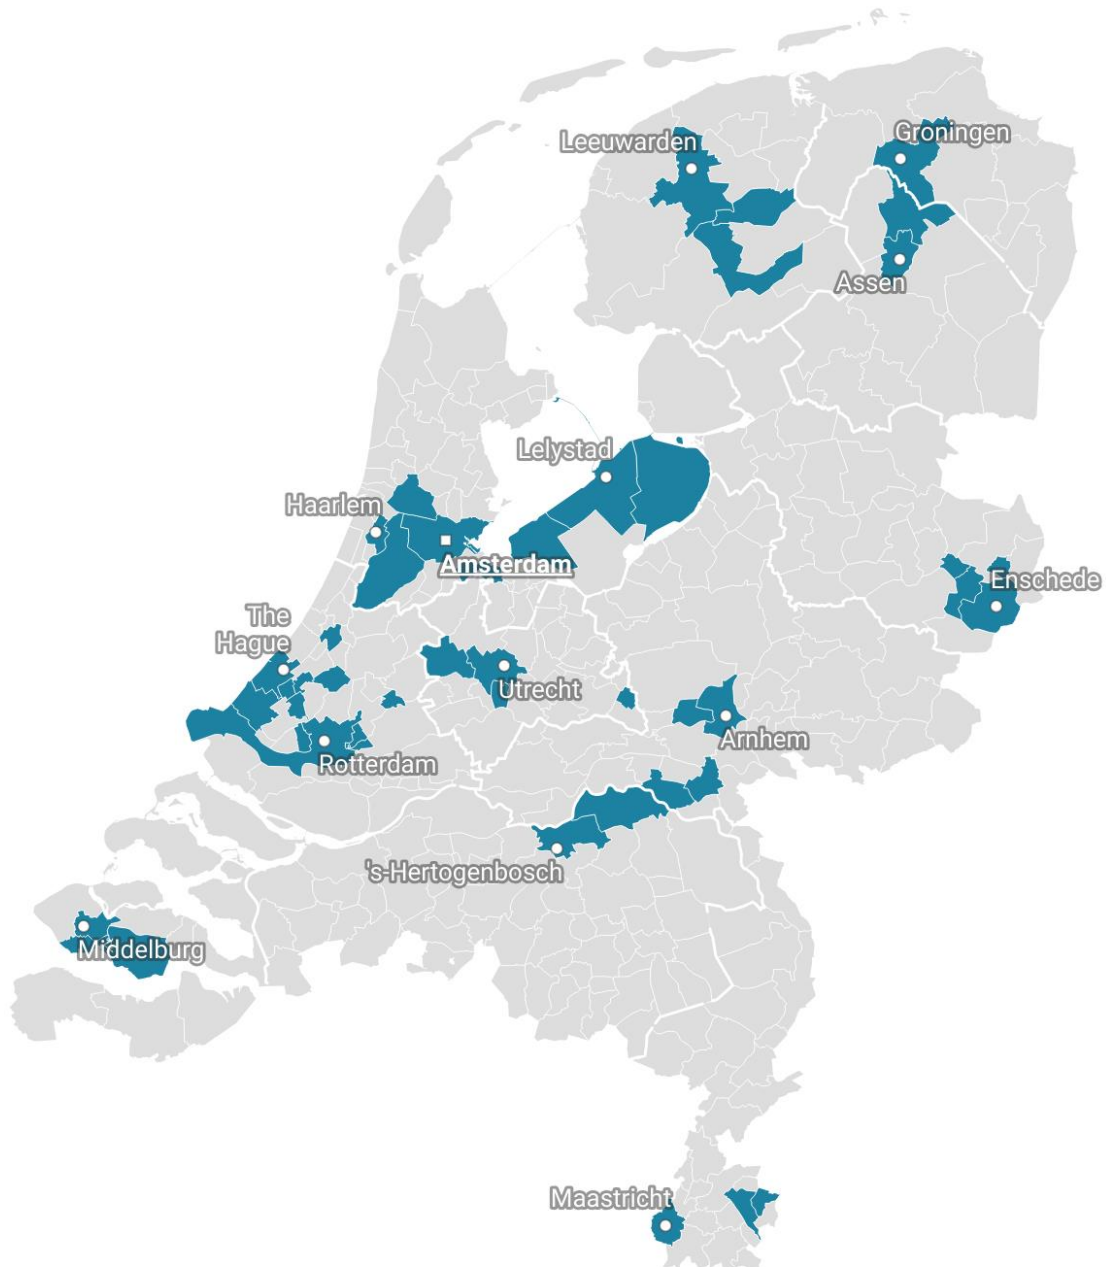 Groningen
Leeuwarden
Assen
Lelystad
Haarlem
Amsterdam
Enschede
The
Hague
Utrecht
Arnhem
Rotterdam
's-Hertogenbosch
Middelburg
Maastricht